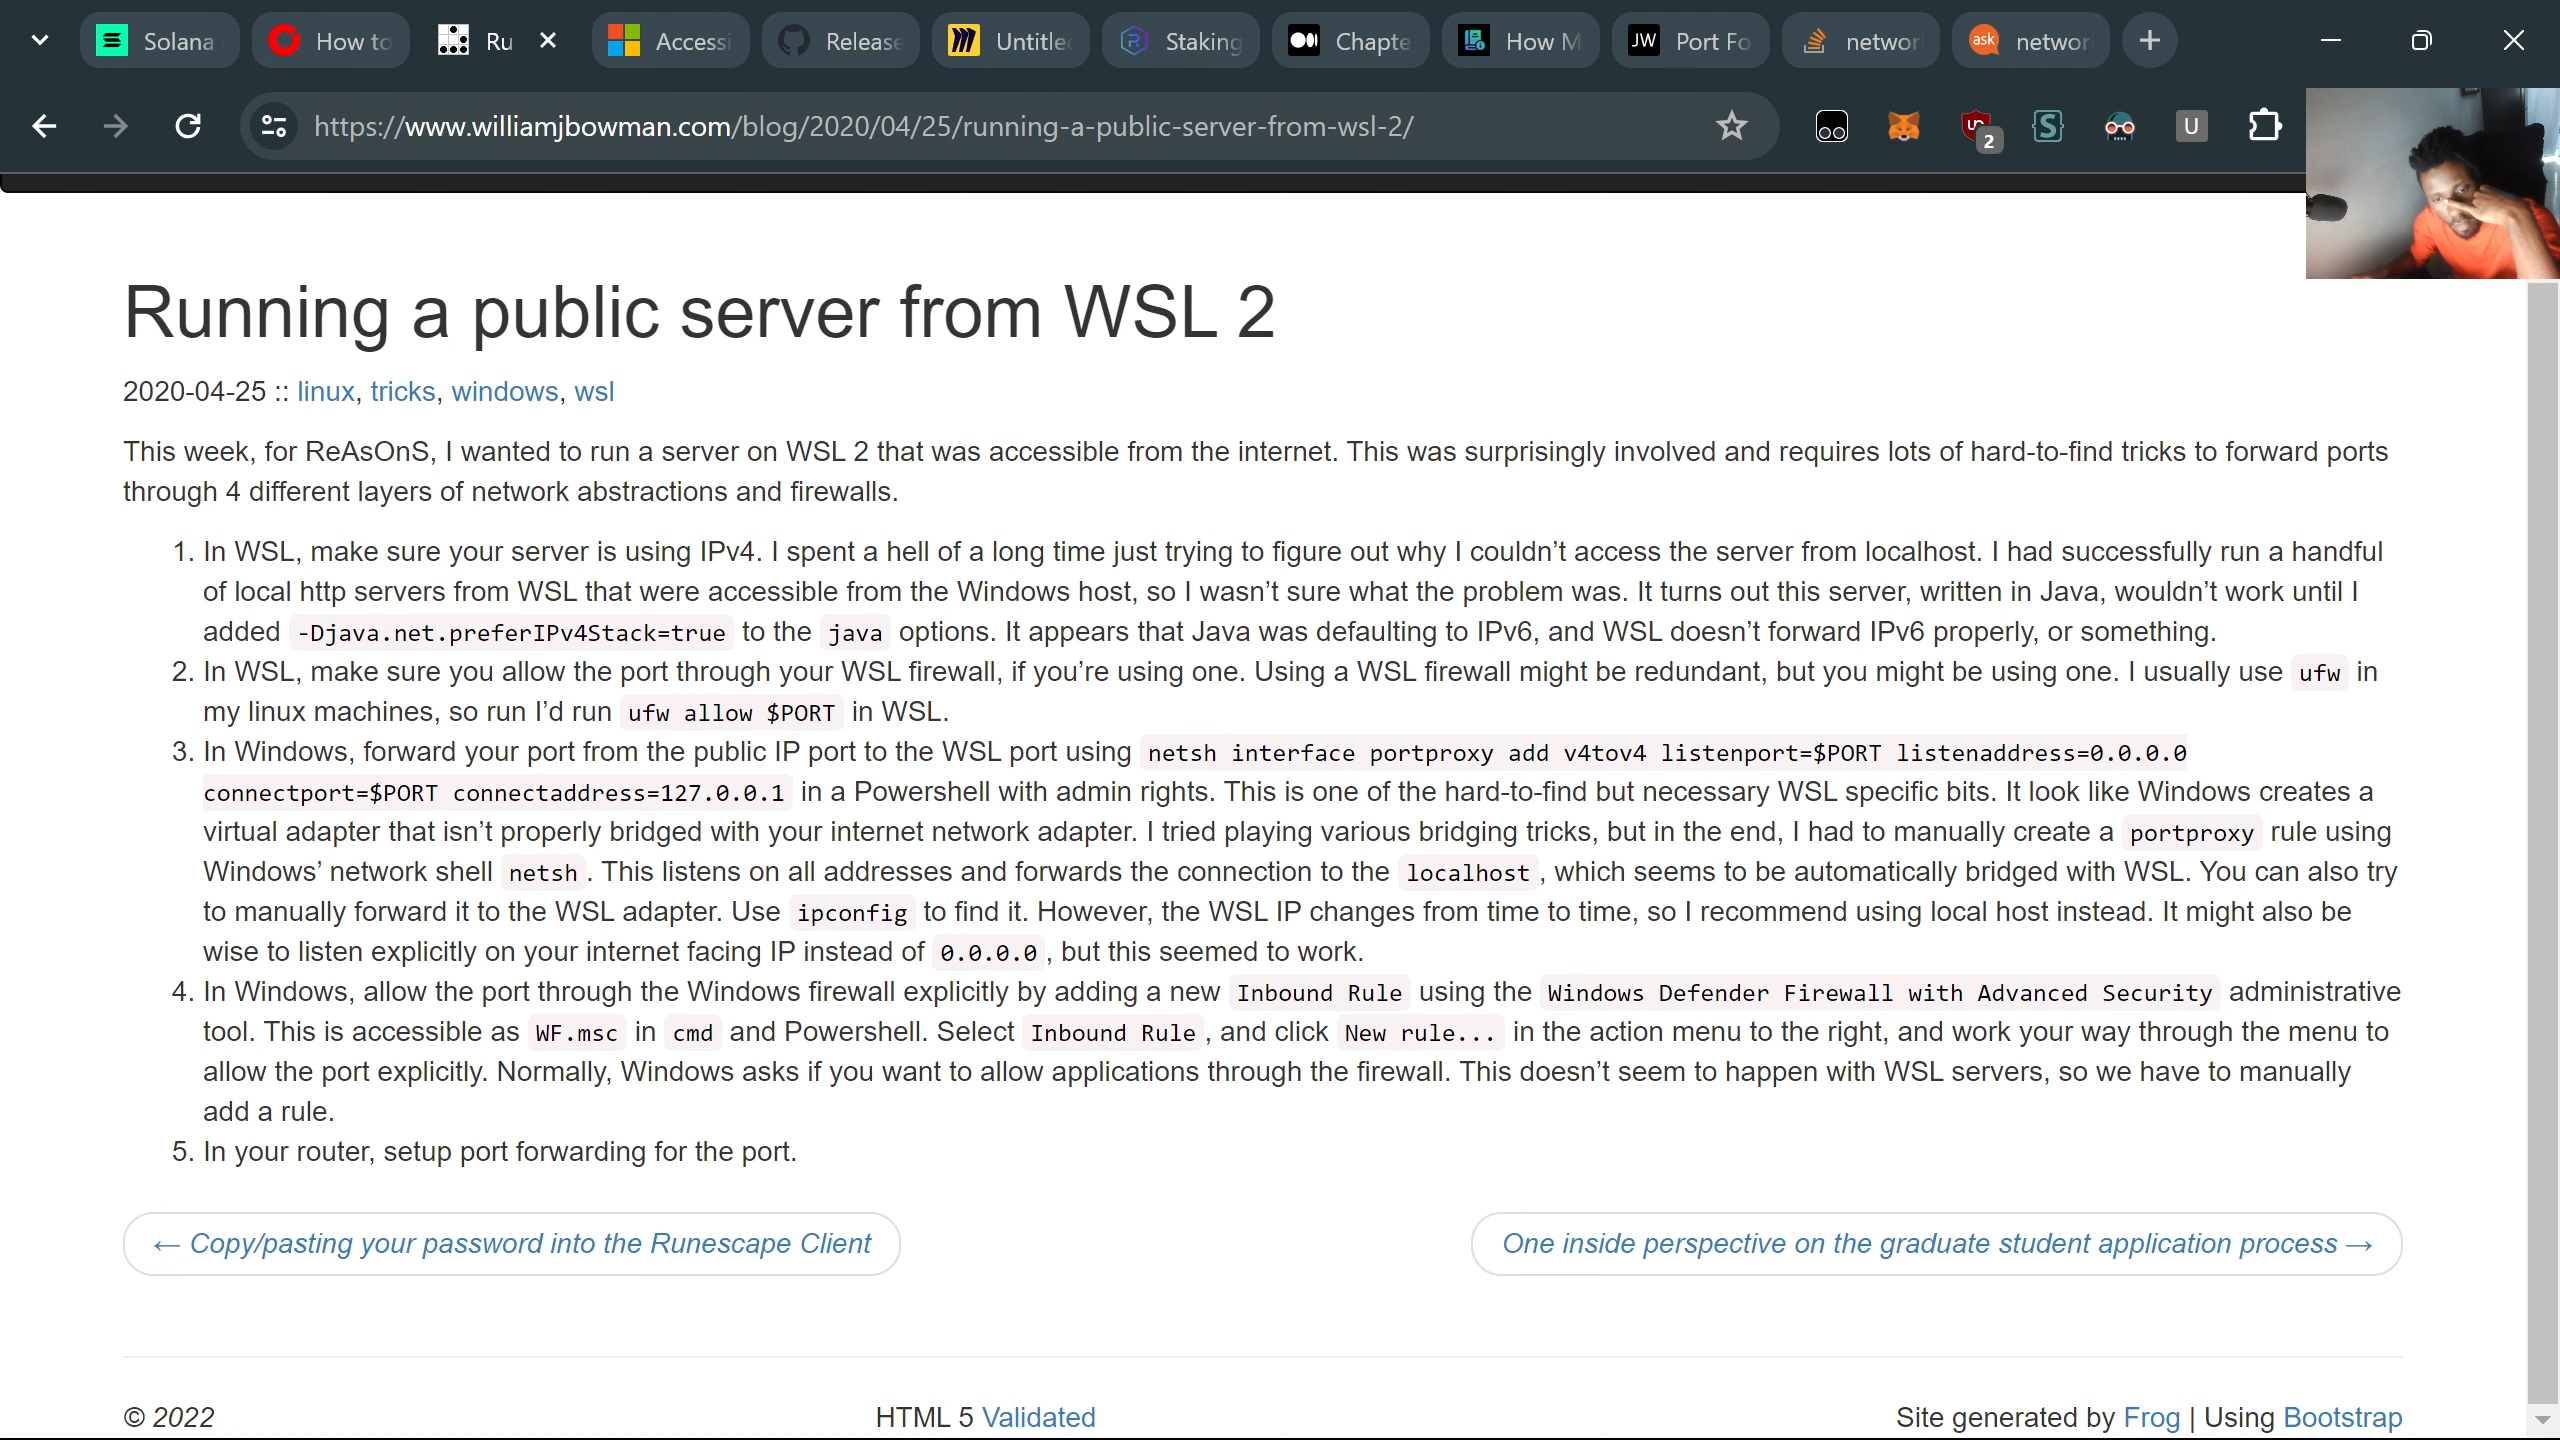 Solana
How to
Ru
Accessi
Release
Untitle
Staking
Chapte
How M
JW
Port Fo
networ
ask
networ
https://www.williamjbowman.com/blog/2020/04/25/running-a-public-server-from-wsl-2/
2
U
Running a public server from WSL 2
2020-04-25 :: linux, tricks, windows, wsl
This week, for ReAsOnS, I wanted to run a server on WSL 2 that was accessible from the internet. This was surprisingly involved and requires lots of hard-to-find tricks to forward ports
through 4 different layers of network abstractions and firewalls.
1. In WSL, make sure your server is using IPv4. I spent a hell of a long time just trying to figure out why I couldn’t access the server from localhost. I had successfully run a handful
of local http servers from WSL that were accessible from the Windows host, so I wasn’t sure what the problem was. It turns out this server, written in Java, wouldn’t work until I
added -Djava.net.preferIPv4Stack=true to the java options. It appears that Java was defaulting to IPv6, and WSL doesn’t forward IPv6 properly, or something.
2. In WSL, make sure you allow the port through your WSL firewall, if you’re using one. Using a WSL firewall might be redundant, but you might be using one. I usually use ufw in
my linux machines, so run I’d run ufw allow $PORT in WSL.
3. In Windows, forward your port from the public IP port to the WSL port using netsh interface portproxy add v4tov4 listenport=$PORT listenaddress=0.0.0.0
connectport=$PORT connectaddress=127.0.0.1 in a Powershell with admin rights. This is one of the hard-to-find but necessary WSL specific bits. It look like Windows creates a
virtual adapter that isn’t properly bridged with your internet network adapter. I tried playing various bridging tricks, but in the end, I had to manually create a portproxy rule using
Windows’ network shell netsh. This listens on all addresses and forwards the connection to the localhost, which seems to be automatically bridged with WSL. You can also try
to manually forward it to the WSL adapter. Use ipconfig to find it. However, the WSL IP changes from time to time, so I recommend using local host instead. It might also be
wise to listen explicitly on your internet facing IP instead of 0.0.0.0, but this seemed to work.
4. In Windows, allow the port through the Windows firewall explicitly by adding a new Inbound Rule using the Windows Defender Firewall with Advanced Security administrative
tool. This is accessible as WF.msc in cmd and Powershell. Select Inbound Rule, and click New rule... in the action menu to the right, and work your way through the menu to
allow the port explicitly. Normally, Windows asks if you want to allow applications through the firewall. This doesn’t seem to happen with WSL servers, so we have to manually
add a rule.
5. In your router, setup port forwarding for the port.
← Copy/pasting your password into the Runescape Client
One inside perspective on the graduate student application process →
© 2022
HTML 5 Validated
Site generated by Frog | Using Bootstrap